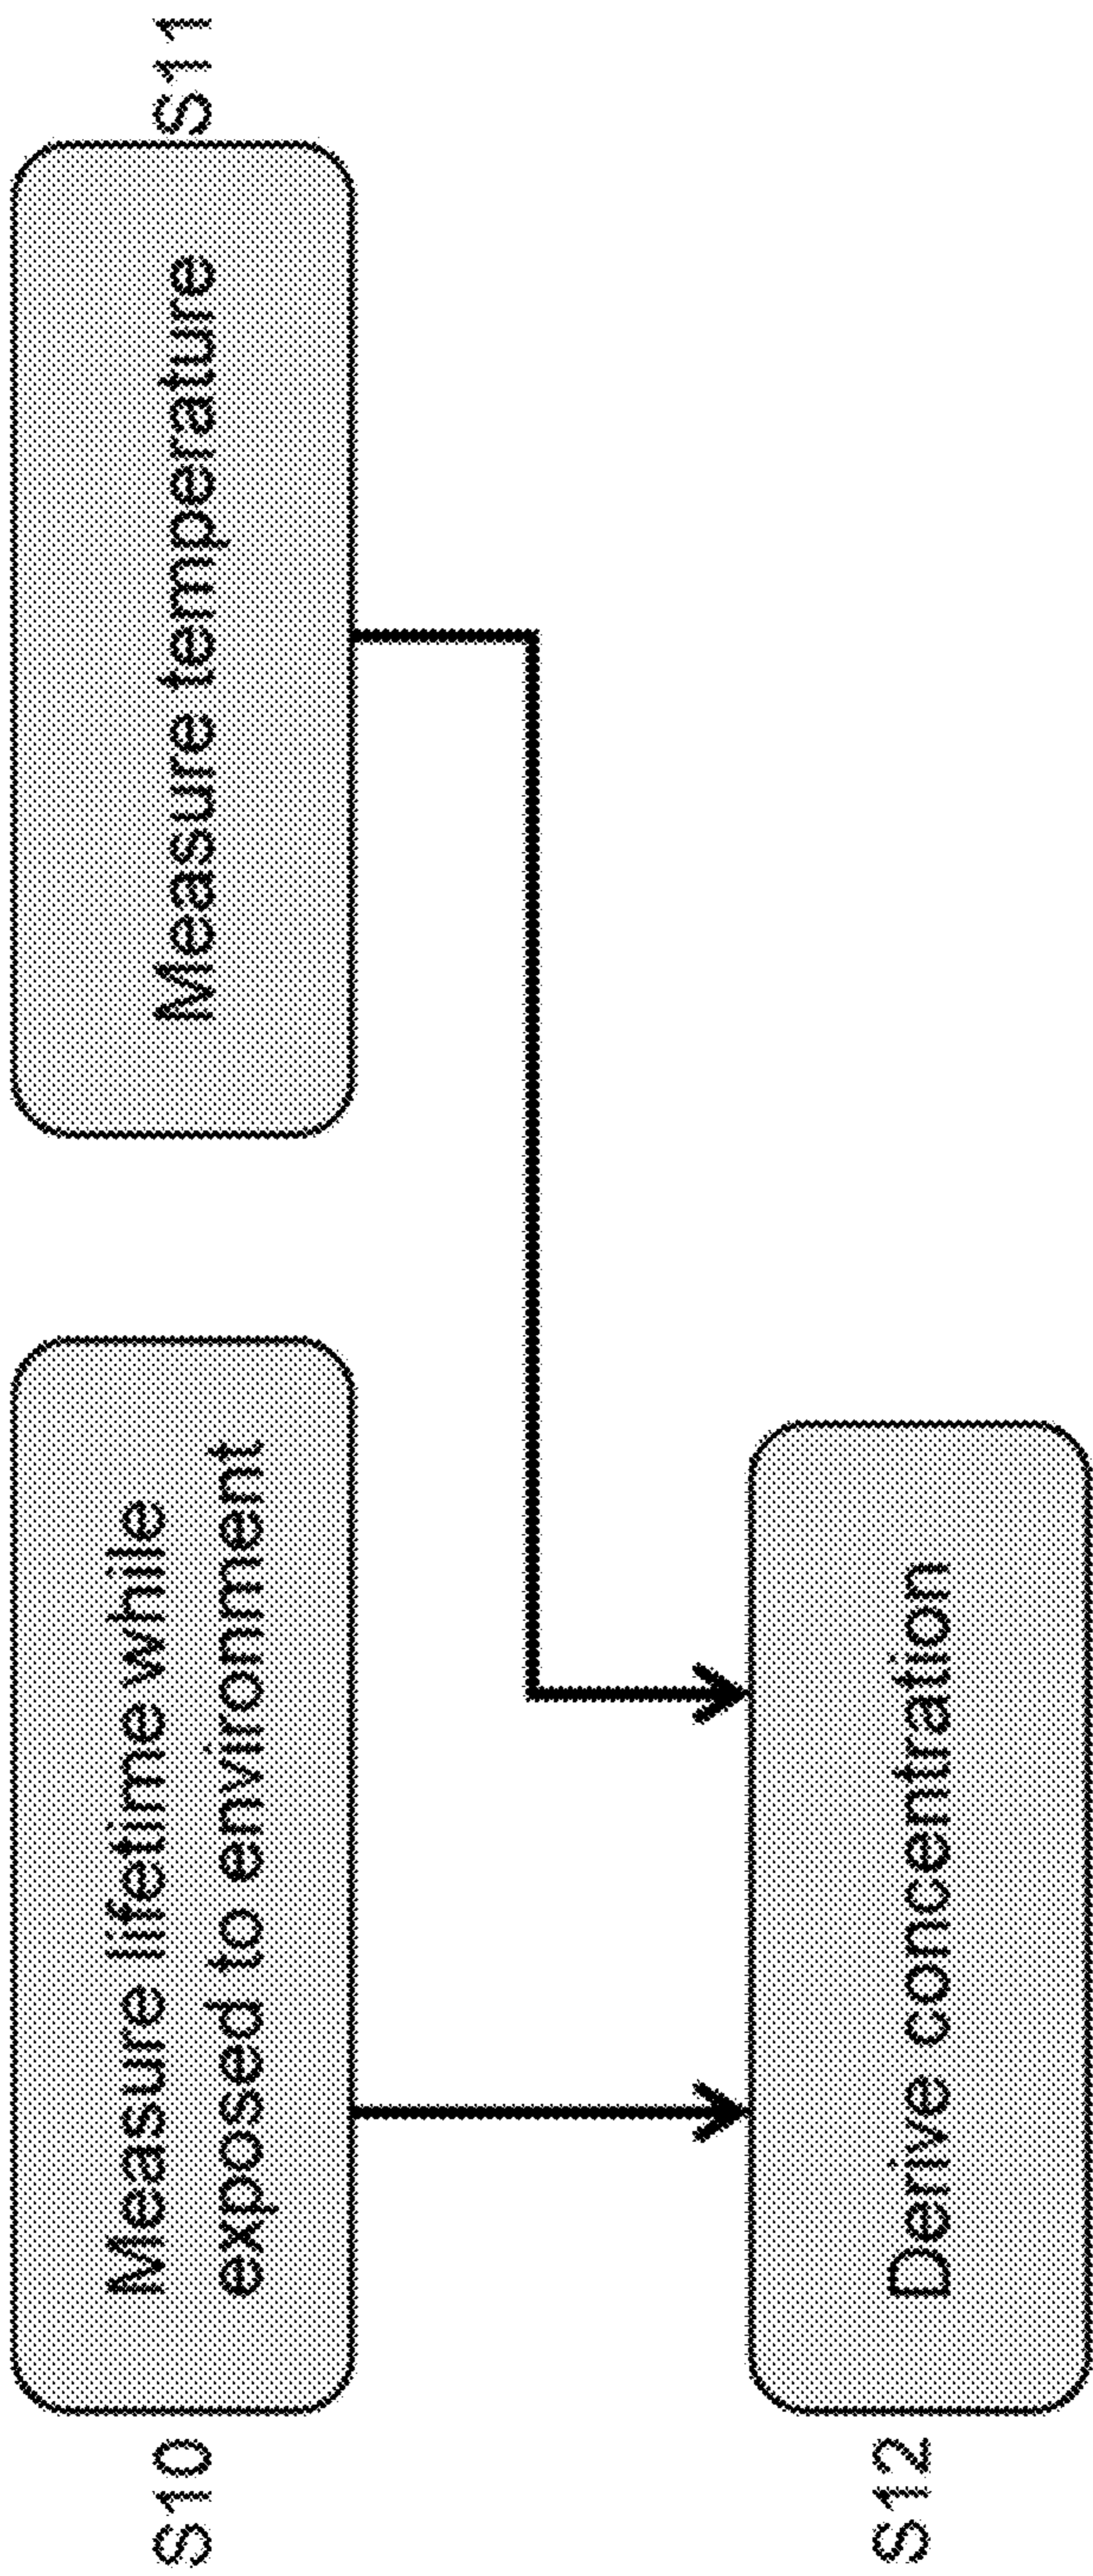 S10
Measure lifetime while
exposed to environment
Measure temperature
S11
S12
Derive concentration